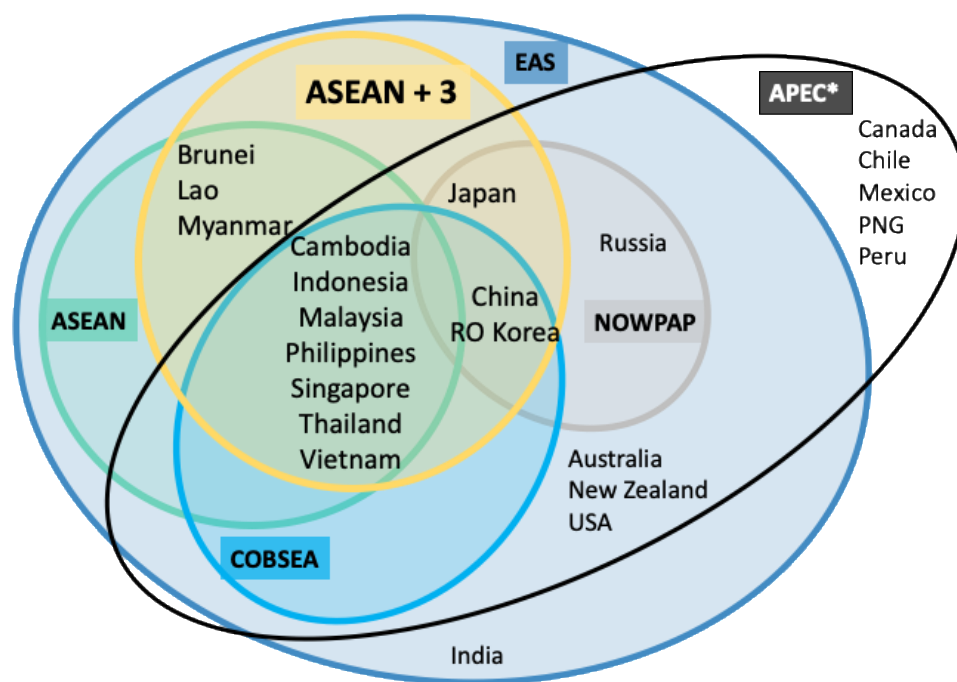 EAS
ASEAN + 3
APEC*
Canada
Chile
Mexico
PNG
Peru
Brunei
Lao
Myanmar
Japan
Russia
Cambodia
Indonesia
Malaysia
Philippines
Singapore
Thailand
Vietnam
China
RO Korea
ASEAN
NOWPAP
Australia
New Zealand
USA
COBSEA
India